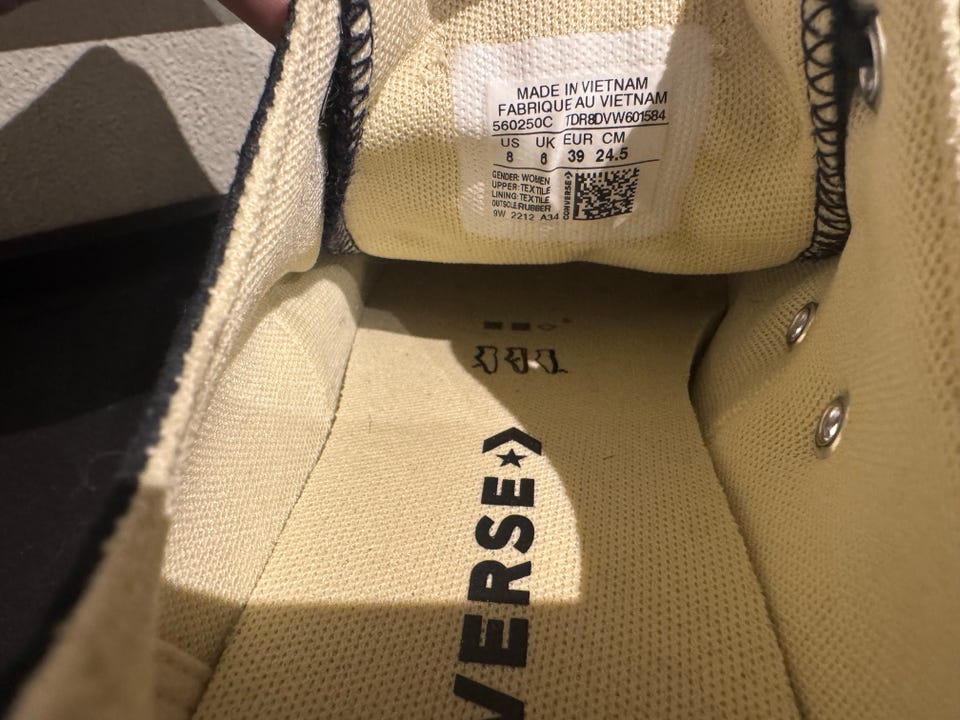 MADE IN VIETNAM
FABRIQUE AU VIETNAM
560250C TDR8DVW601584
US UK EUR CM
8 6 39 24.5
GENDER: WOMEN
UPPER: TEXTILE
LINING: TEXTILE
OUTSOLE: RUBBER
9W 2212 A34
CONVERSE
VERSE